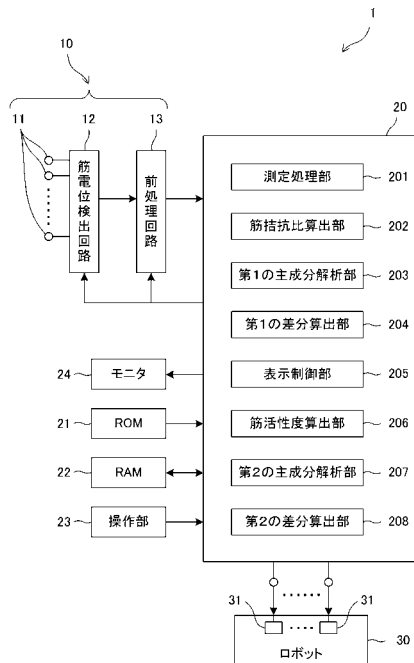 1
10
11
12
13
20
筋電位検出回路
前処理回路
測定処理部
201
筋拮抗比算出部
202
第1の主成分解析部
203
第1の差分算出部
204
24
モニタ
表示制御部
205
21
ROM
筋活性度算出部
206
22
RAM
第2の主成分解析部
207
23
操作部
第2の差分算出部
208
31
31
30
ロボット